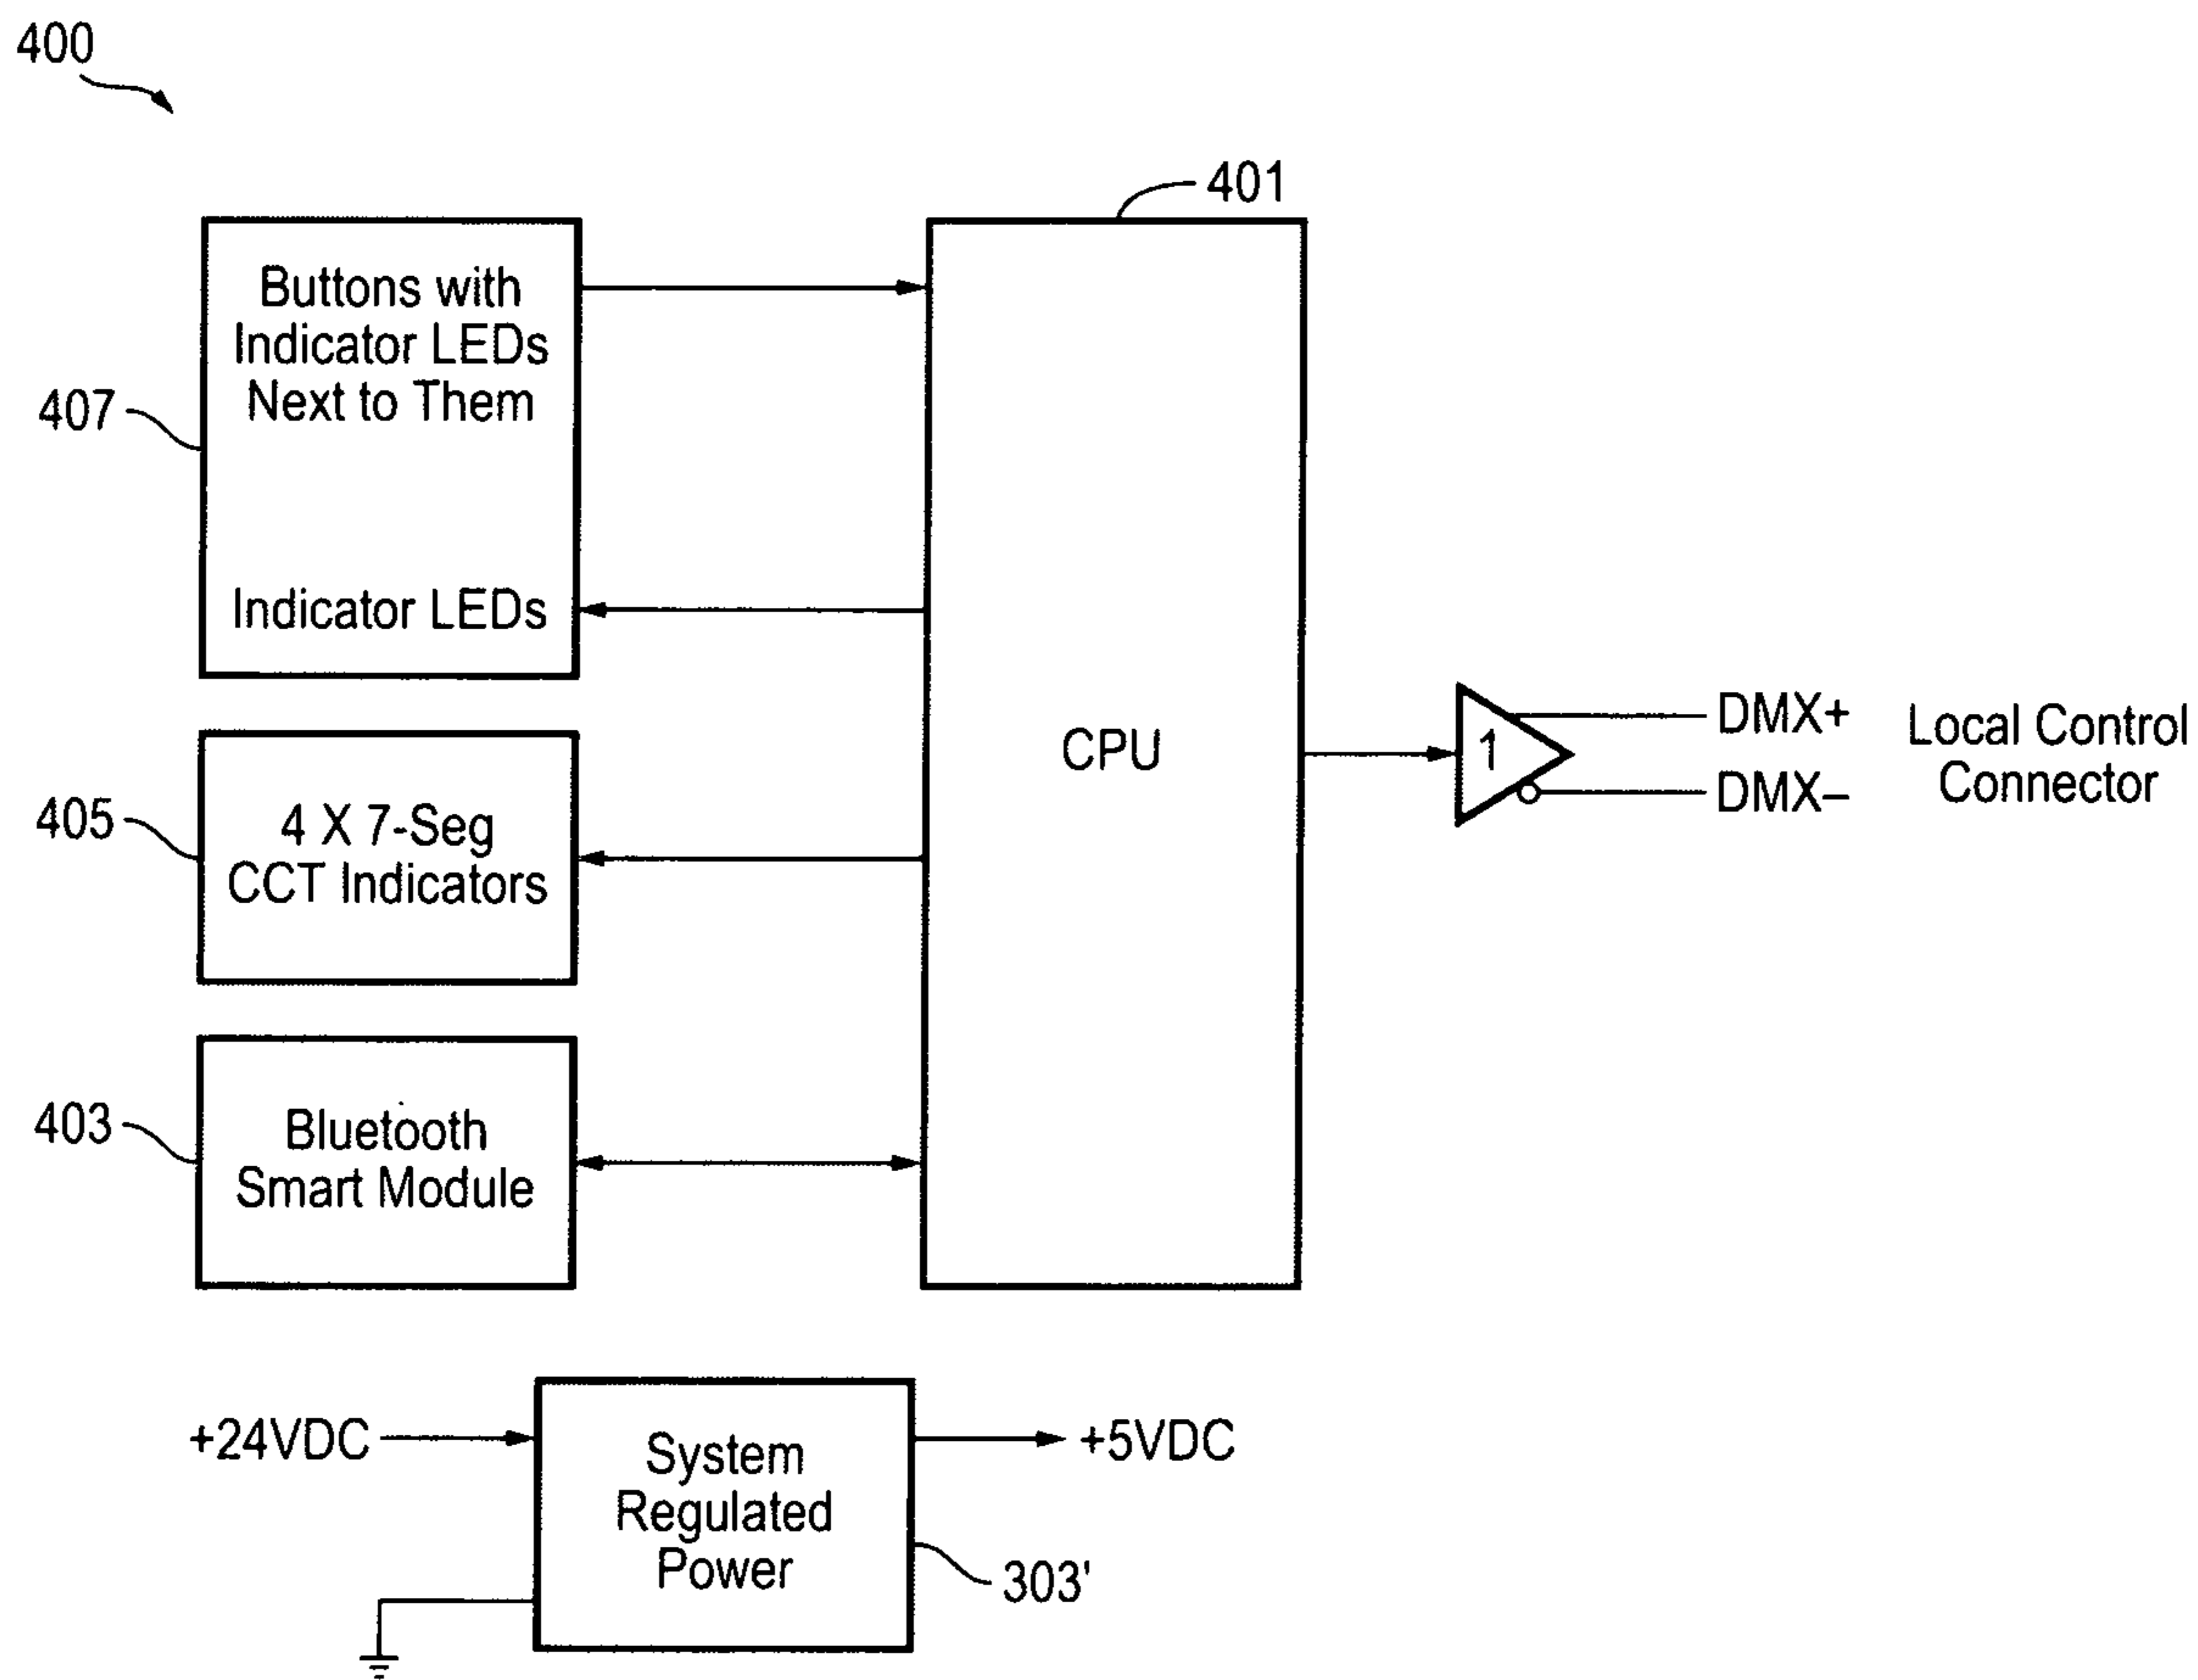 400
401
Buttons with
Indicator LEDs
Next to Them
407
Indicator LEDs
CPU
1
DMX+
DMX–
Local Control
Connector
405
4 X 7-Seg
CCT Indicators
403
Bluetooth
Smart Module
+24VDC
System
Regulated
Power
+5VDC
303'